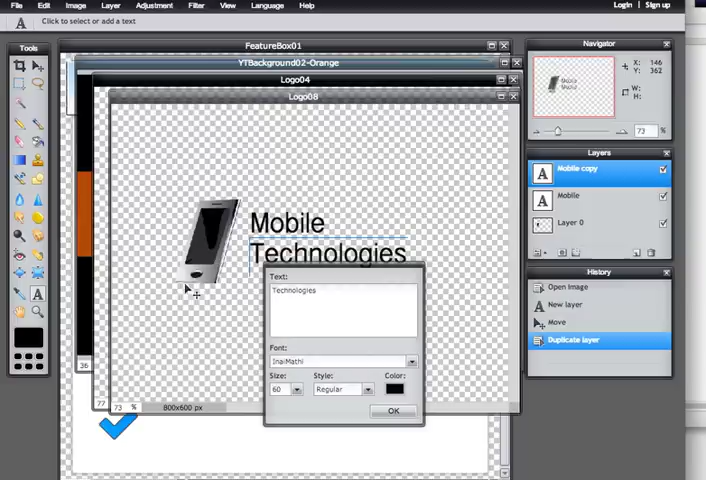 File Edit Image Layer Adjustment Filter View Language Help Login | Sign up
Click to select or add a text
Tools
FeatureBox01
YTBackground02-Orange
Logo04
Logo08
Mobile
Technologies
Text:
Technologies
Font:
InaiMathi
Size: Style: Color:
60 Regular
OK
36
77
73 % 800x600 px
Navigator
Mobile
Technologies
X: 146
Y: 362
W:
H:
73 %
Layers
A Mobile copy
A Mobile
Layer 0
History
Open Image
New layer
Move
Duplicate layer